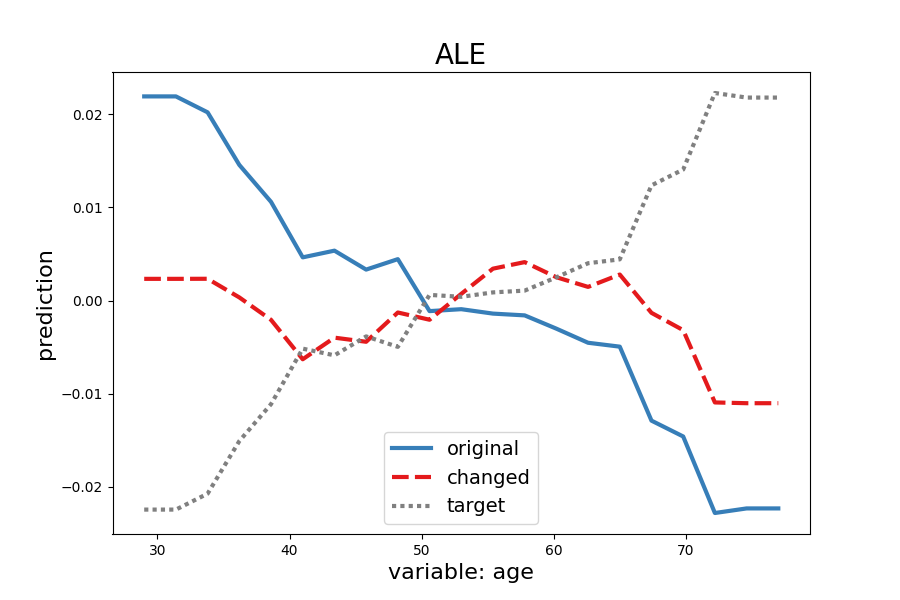 ALE
0.02
0.01
0.00
−0.01
−0.02
prediction
original
changed
target
30 40 50 60 70
variable: age